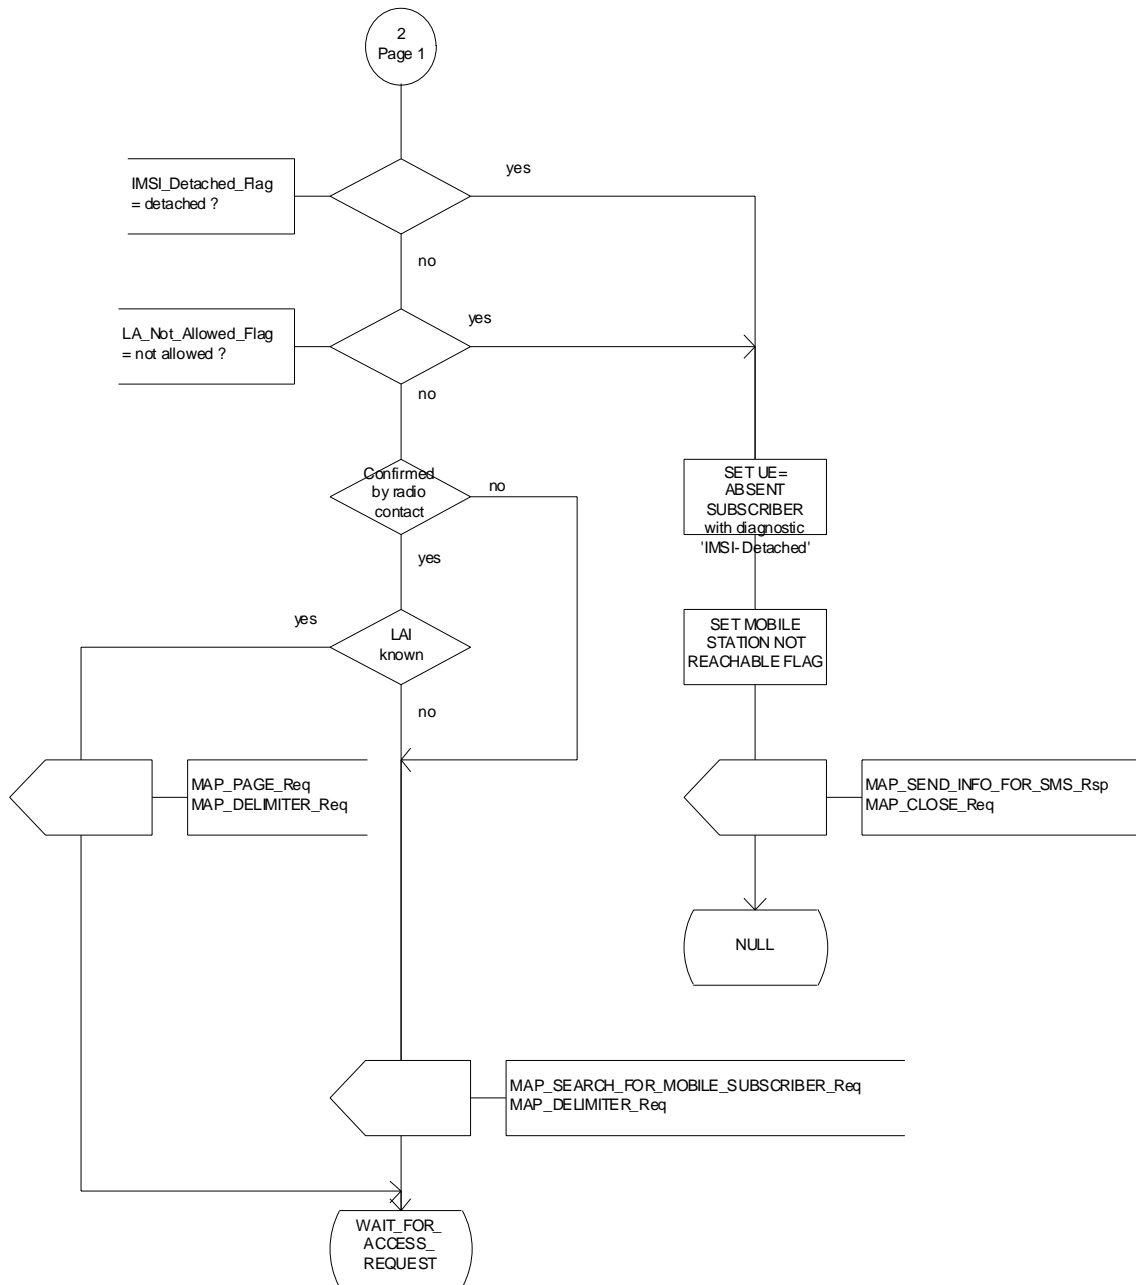 2
Page 1
yes
IMSI_Detached_Flag
= detached ?
no
yes
LA_Not_Allowed_Flag
= not allowed ?
no
Confirmed
by radio
contact
no
SET UE=
ABSENT
SUBSCRIBER
with diagnostic
'IMSI-Detached'
yes
yes
LAI
known
SET MOBILE
STATION NOT
REACHABLE FLAG
no
MAP_PAGE_Req
MAP_DELIMITER_Req
MAP_SEND_INFO_FOR_SMS_Rsp
MAP_CLOSE_Req
NULL
MAP_SEARCH_FOR_MOBILE_SUBSCRIBER_Req
MAP_DELIMITER_Req
WAIT_FOR_
ACCESS_
REQUEST